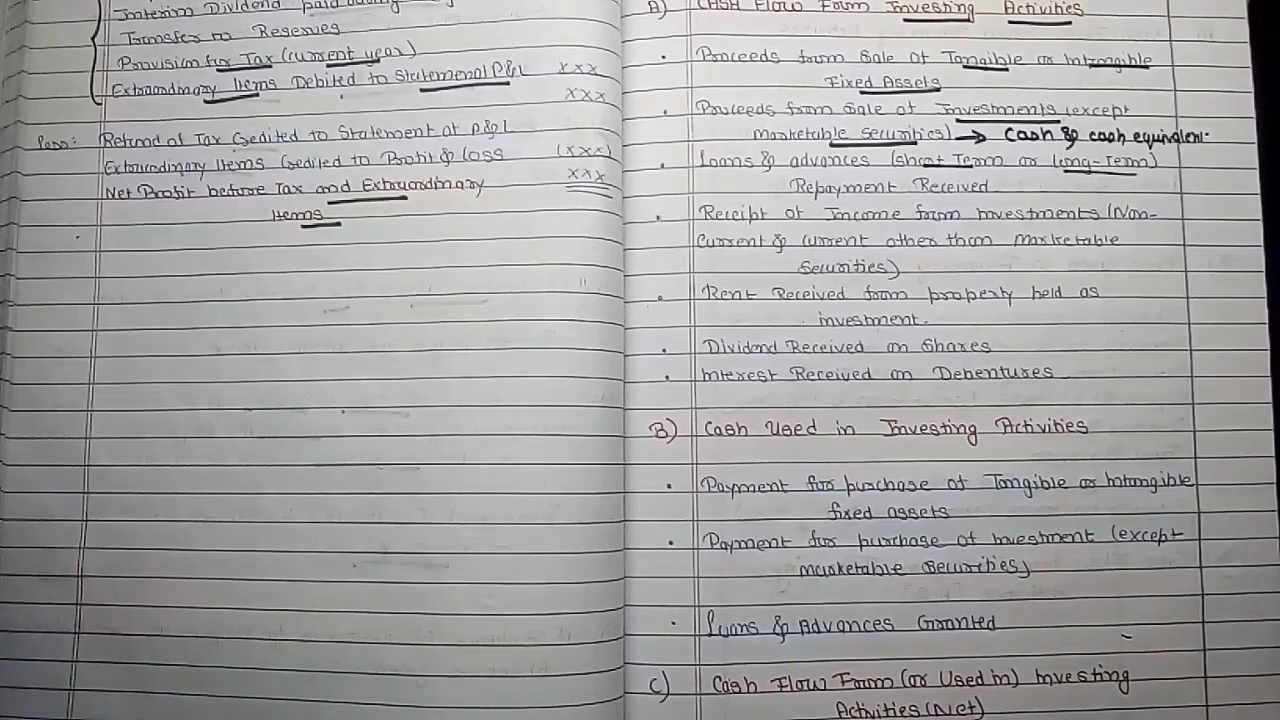 Interim Dividend paid during
Transfer to Reserves
Provision for Tax (current year)
Extraordinary Items Debited to Statement of P&L xxx
xxx
Less: Refund of Tax Credited to Statement of P&L
Extraordinary Items Credited to Profit & Loss (xxx)
Net Profit before Tax and Extraordinary xxx
Items
A) Cash Flow From Investing Activities
• Proceeds from Sale of Tangible or Intangible
Fixed Assets
• Proceeds from Sale of Investments (except
marketable securities) → Cash & cash equivalent.
• Loans & advances (short Term or long-Term)
Repayment Received
• Receipt of Income from Investments (Non-
Current & Current other than Marketable
Securities)
• Rent Received from property held as
investment.
• Dividend Received on Shares
• Interest Received on Debentures
B) Cash Used in Investing Activities
• Payment for purchase of Tangible or Intangible
fixed assets
• Payment for purchase of Investment (except
marketable Securities)
• Loans & Advances Granted
C) Cash Flow From (or Used in) Investing
Activities (Net)